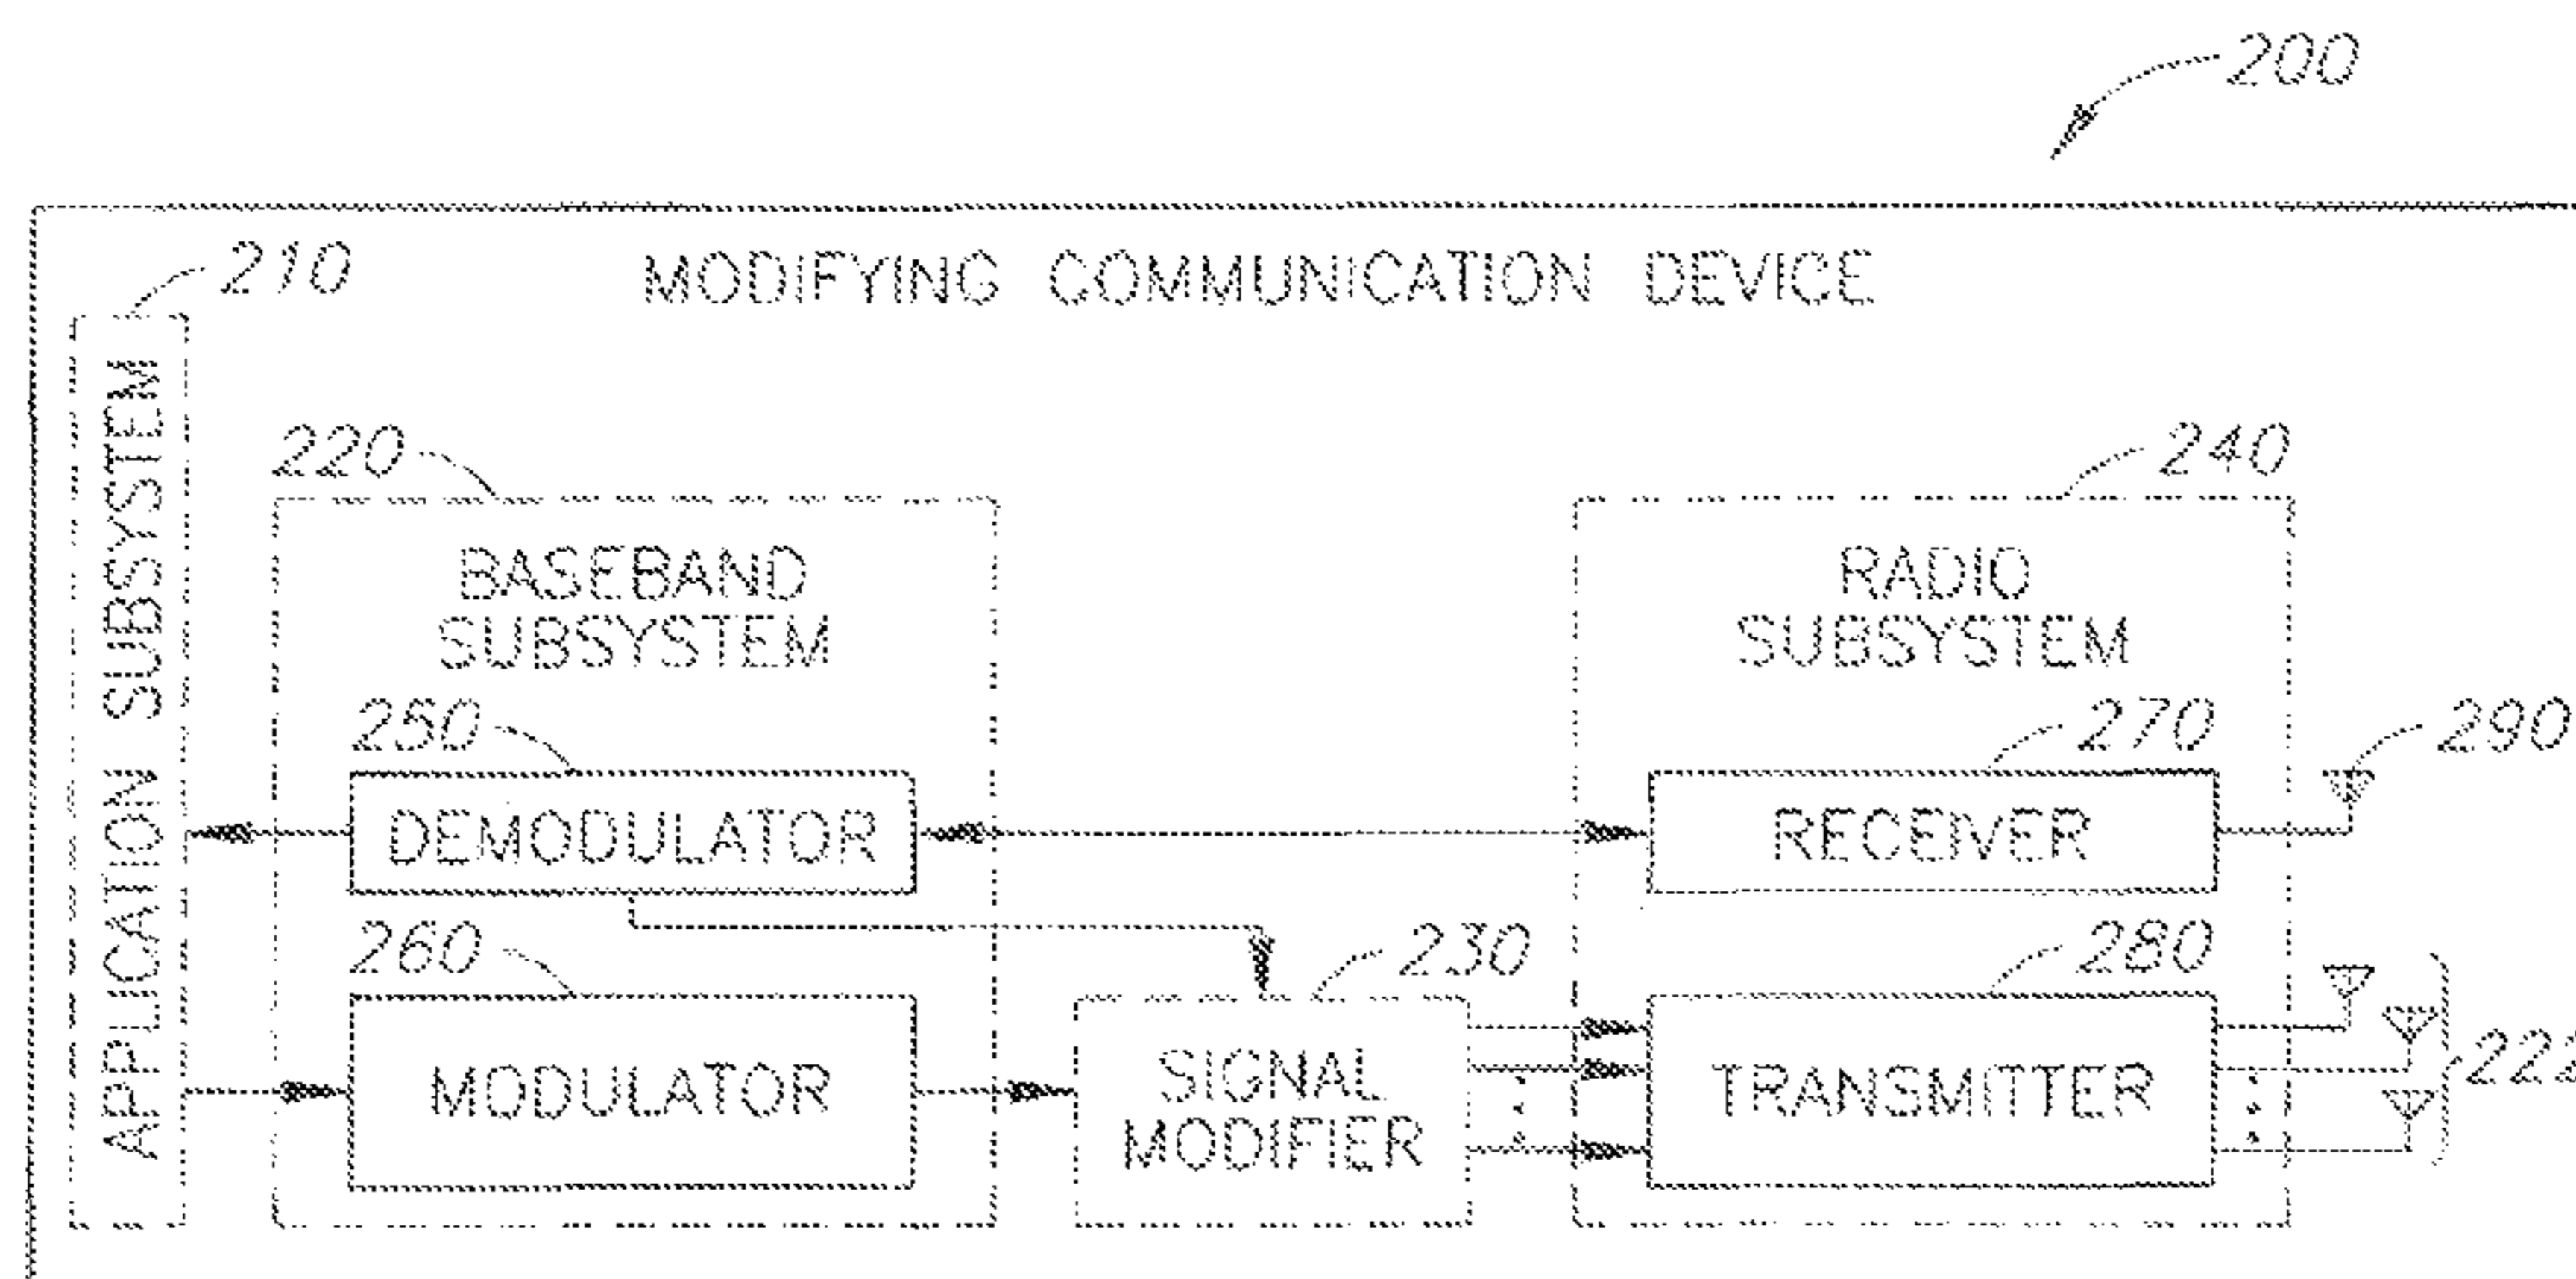 200
210
MODIFYING COMMUNICATION DEVICE
APPLICATION SUBSYSTEM
220
240
BASEBAND
SUBSYSTEM
RADIO
SUBSYSTEM
250
270
290
DEMODULATOR
RECEIVER
260
230
280
MODULATOR
SIGNAL
MODIFIER
TRANSMITTER
222